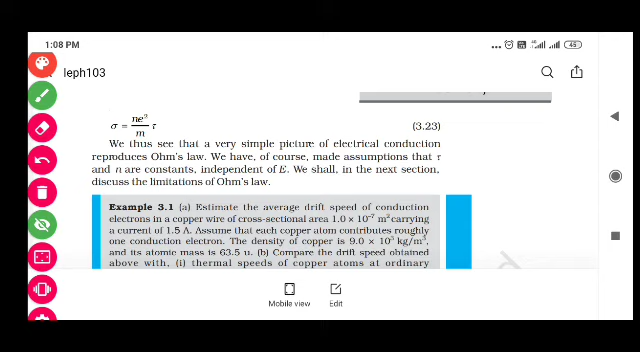 1:08 PM
45
leph103
σ = ne² / m τ (3.23)
We thus see that a very simple picture of electrical conduction
reproduces Ohm's law. We have, of course, made assumptions that τ
and n are constants, independent of E. We shall, in the next section,
discuss the limitations of Ohm's law.
Example 3.1 (a) Estimate the average drift speed of conduction
electrons in a copper wire of cross-sectional area 1.0 × 10⁻⁷ m² carrying
a current of 1.5 A. Assume that each copper atom contributes roughly
one conduction electron. The density of copper is 9.0 × 10³ kg/m³,
and its atomic mass is 63.5 u. (b) Compare the drift speed obtained
above with, (i) thermal speeds of copper atoms at ordinary
Mobile view
Edit